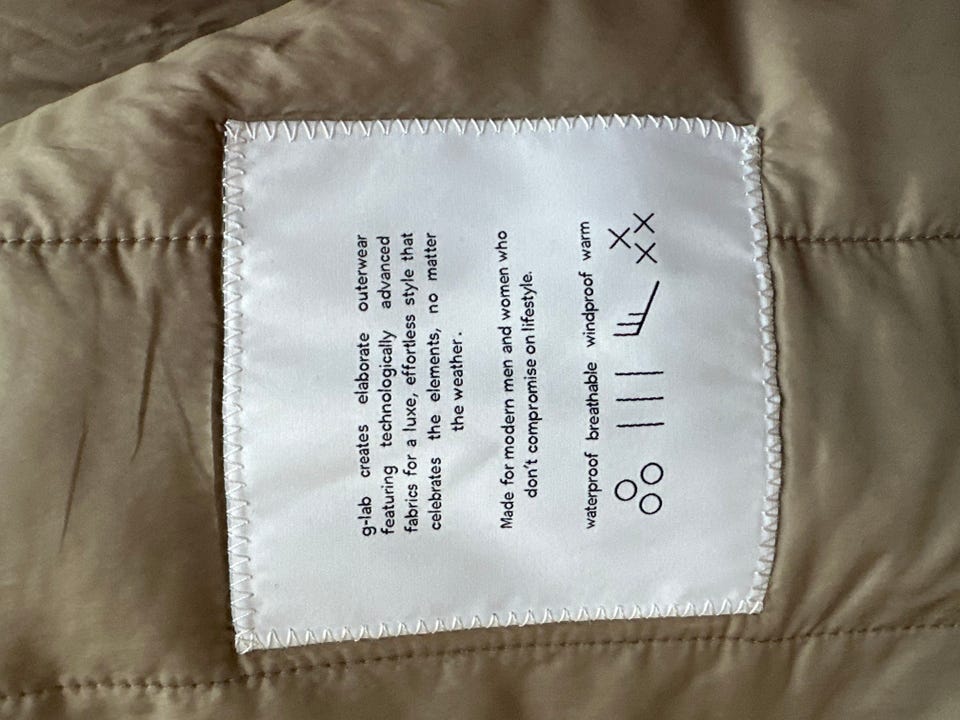 g-lab creates elaborate outerwear
featuring technologically advanced
fabrics for a luxe, effortless style that
celebrates the elements, no matter
the weather.
Made for modern men and women who
don't compromise on lifestyle.
waterproof breathable windproof warm